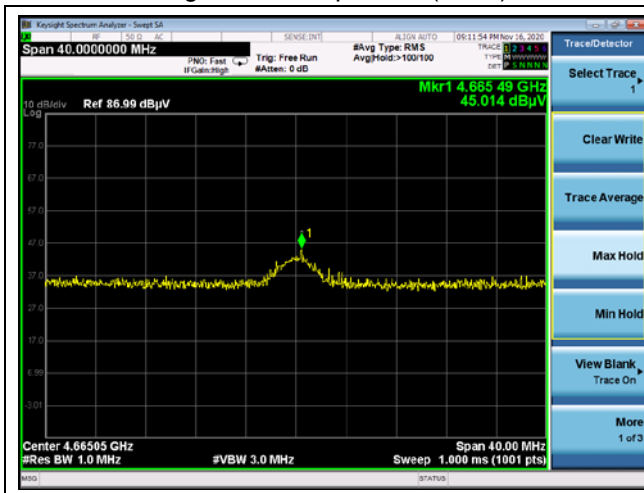 Keysight Spectrum Analyzer - Swept SA
RF 50 Ω AC SENSE:INT ALIGN AUTO 09:11:54 PM Nov 16, 2020
Span 40.0000000 MHz
#Avg Type: RMS
TRACE 1 2 3 4 5 6
PNO: Fast Trig: Free Run Avg|Hold:>100/100
TYPE M
IFGain:High #Atten: 0 dB
DET P S N N N N
Mkr1 4.665 49 GHz
45.014 dBµV
10 dB/div Ref 86.99 dBµV
Log
77.0
67.0
57.0
47.0
37.0
27.0
17.0
6.99
-3.01
1
Center 4.66505 GHz Span 40.00 MHz
#Res BW 1.0 MHz #VBW 3.0 MHz Sweep 1.000 ms (1001 pts)
MSG STATUS
Trace/Detector
Select Trace
1
Clear Write
Trace Average
Max Hold
Min Hold
View Blank
Trace On
More
1 of 3